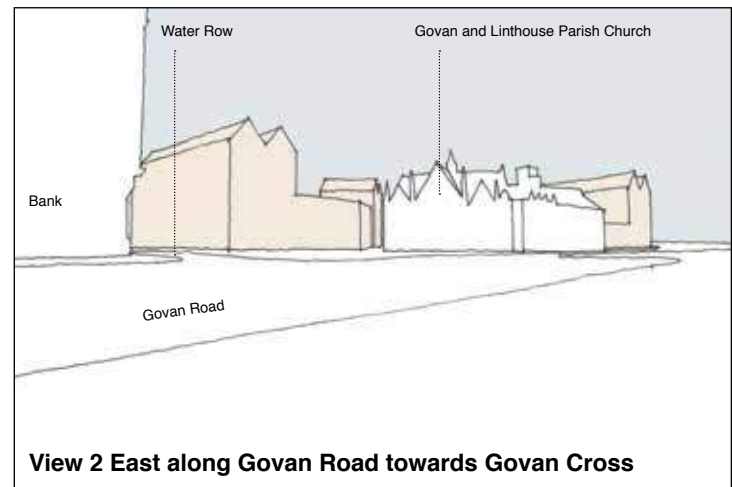 Water Row
Govan and Linthouse Parish Church
Bank
Govan Road
View 2 East along Govan Road towards Govan Cross